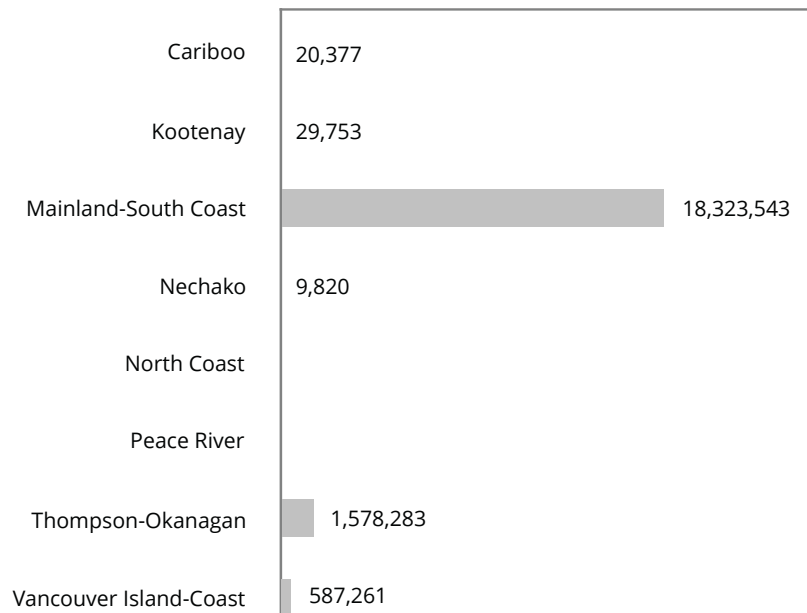 Cariboo 20,377
Kootenay 29,753
Mainland-South Coast 18,323,543
Nechako 9,820
North Coast
Peace River
Thompson-Okanagan 1,578,283
Vancouver Island-Coast 587,261